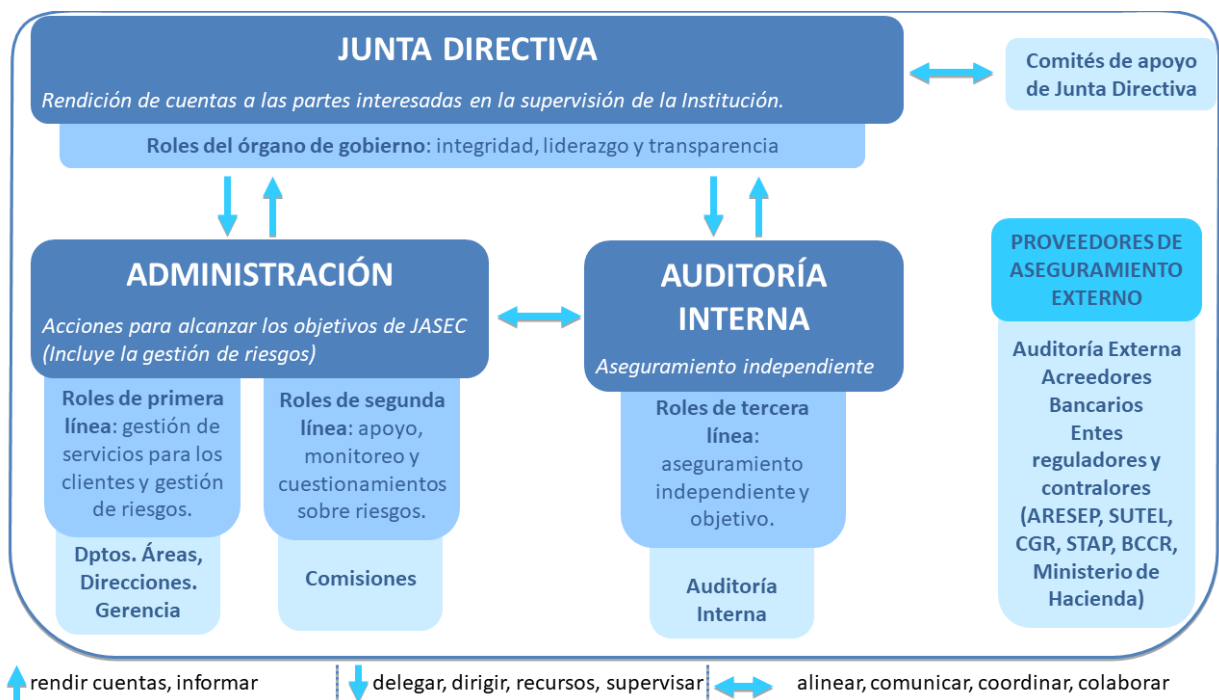 JUNTA DIRECTIVA
Rendición de cuentas a las partes interesadas en la supervisión de la Institución.
Roles del órgano de gobierno: integridad, liderazgo y transparencia
Comités de apoyo
de Junta Directiva
ADMINISTRACIÓN
Acciones para alcanzar los objetivos de JASEC
(Incluye la gestión de riesgos)
Roles de primera
línea: gestión de
servicios para los
clientes y gestión
de riesgos.
Dptos. Áreas,
Direcciones.
Gerencia
Roles de segunda
línea: apoyo,
monitoreo y
cuestionamientos
sobre riesgos.
Comisiones
AUDITORÍA
INTERNA
Aseguramiento independiente
Roles de tercera
línea:
aseguramiento
independiente y
objetivo.
Auditoría
Interna
PROVEEDORES DE
ASEGURAMIENTO
EXTERNO
Auditoría Externa
Acreedores
Bancarios
Entes
reguladores y
contralores
(ARESEP, SUTEL,
CGR, STAP, BCCR,
Ministerio de
Hacienda)
rendir cuentas, informar
delegar, dirigir, recursos, supervisar
alinear, comunicar, coordinar, colaborar